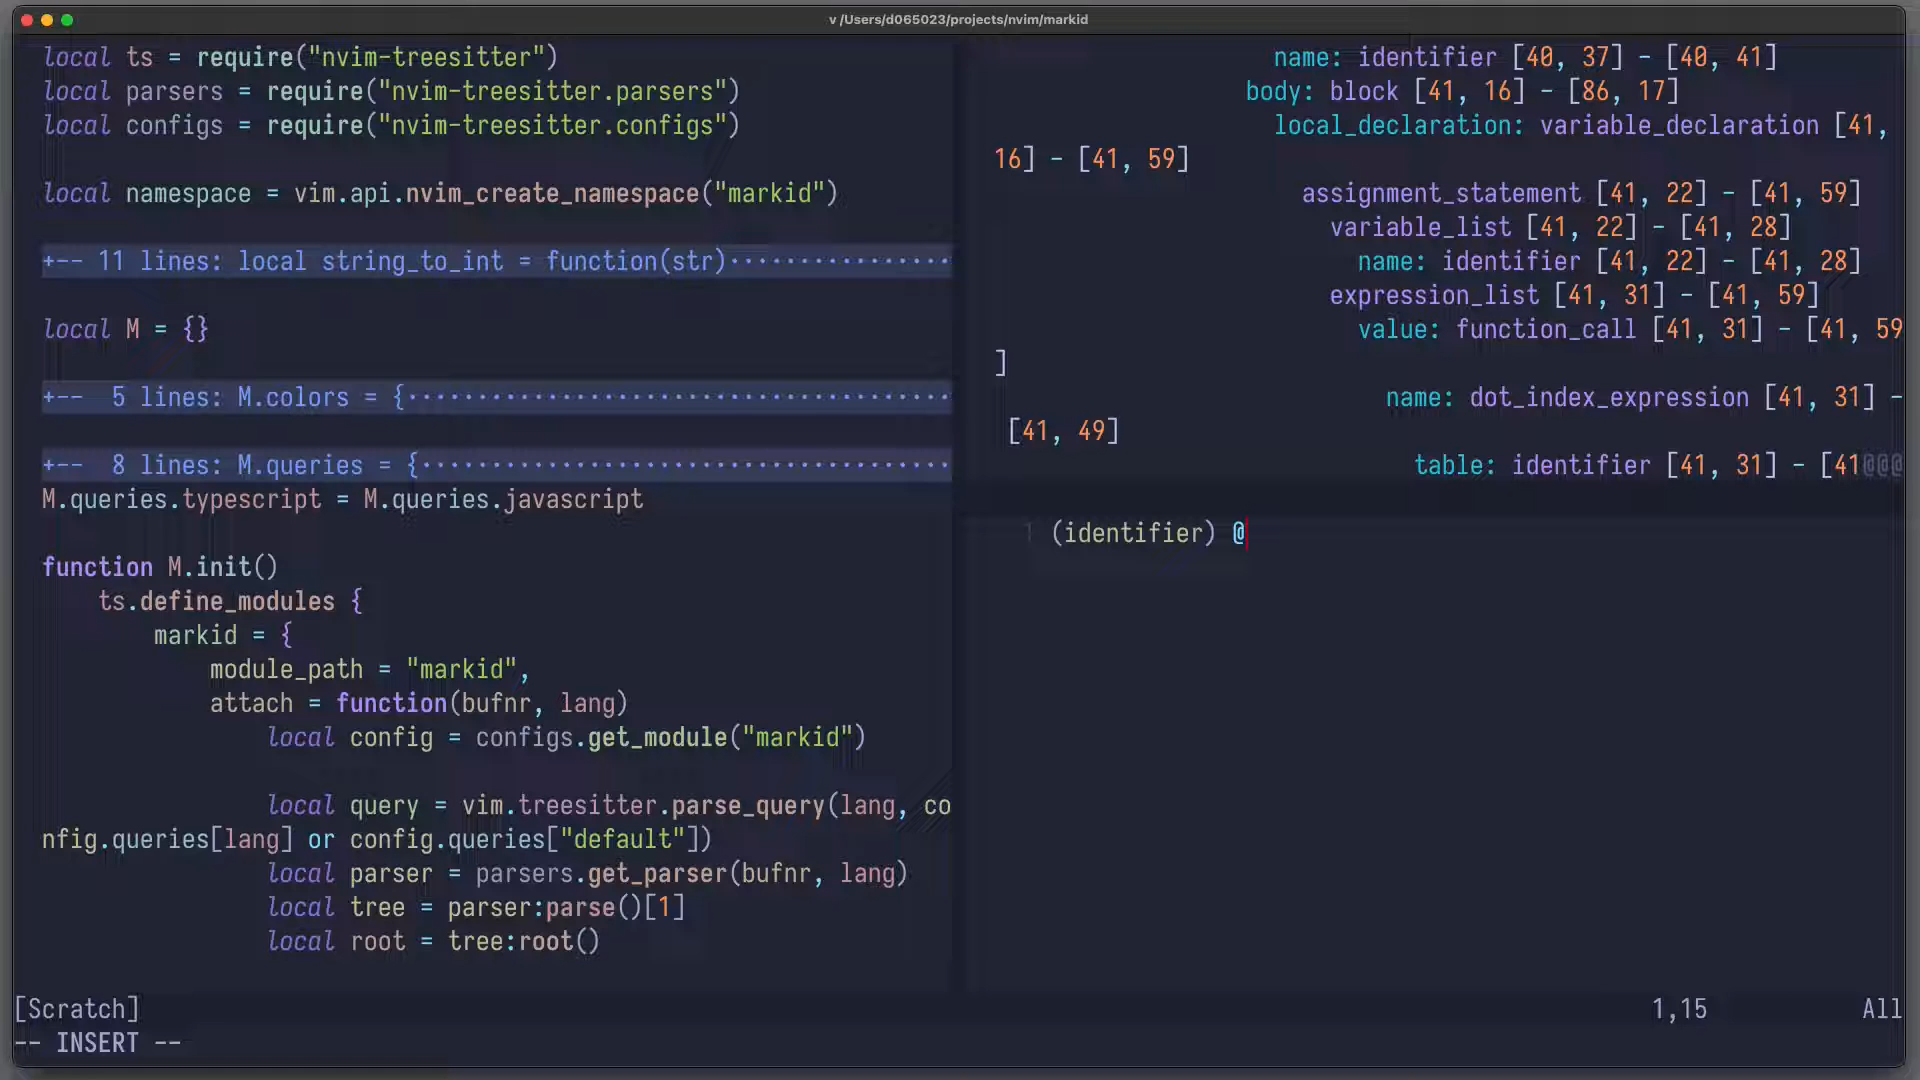 v /Users/d065023/projects/nvim/markid
local ts = require("nvim-treesitter")
local parsers = require("nvim-treesitter.parsers")
local configs = require("nvim-treesitter.configs")
local namespace = vim.api.nvim_create_namespace("markid")
+-- 11 lines: local string_to_int = function(str)················
local M = {}
+--  5 lines: M.colors = {·······································
+--  8 lines: M.queries = {······································
M.queries.typescript = M.queries.javascript
function M.init()
    ts.define_modules {
        markid = {
            module_path = "markid",
            attach = function(bufnr, lang)
                local config = configs.get_module("markid")
                local query = vim.treesitter.parse_query(lang, co
nfig.queries[lang] or config.queries["default"])
                local parser = parsers.get_parser(bufnr, lang)
                local tree = parser:parse()[1]
                local root = tree:root()
name: identifier [40, 37] - [40, 41]
body: block [41, 16] - [86, 17]
local_declaration: variable_declaration [41,
16] - [41, 59]
assignment_statement [41, 22] - [41, 59]
variable_list [41, 22] - [41, 28]
name: identifier [41, 22] - [41, 28]
expression_list [41, 31] - [41, 59]
value: function_call [41, 31] - [41, 59
]
name: dot_index_expression [41, 31] -
[41, 49]
table: identifier [41, 31] - [41@@@
1 (identifier) @
[Scratch] 1,15 All
-- INSERT --